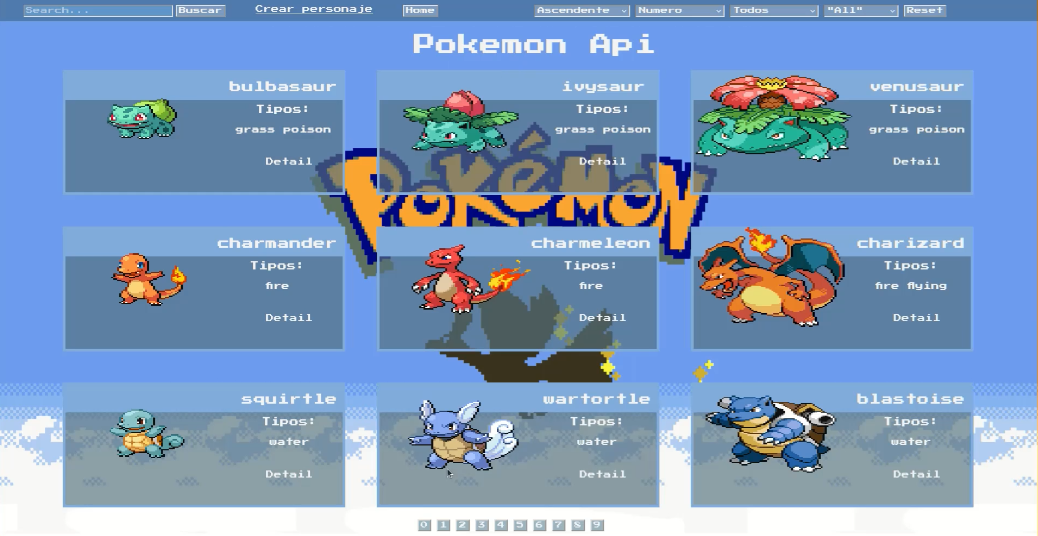 Search... Buscar Crear personaje Home Ascendente Numero Todos "All" Reset
Pokemon Api
bulbasaur
Tipos:
grass poison
Detail
ivysaur
Tipos:
grass poison
Detail
venusaur
Tipos:
grass poison
Detail
POKéMON
charmander
Tipos:
fire
Detail
charmeleon
Tipos:
fire
Detail
charizard
Tipos:
fire flying
Detail
squirtle
Tipos:
water
Detail
wartortle
Tipos:
water
Detail
blastoise
Tipos:
water
Detail
0 1 2 3 4 5 6 7 8 9